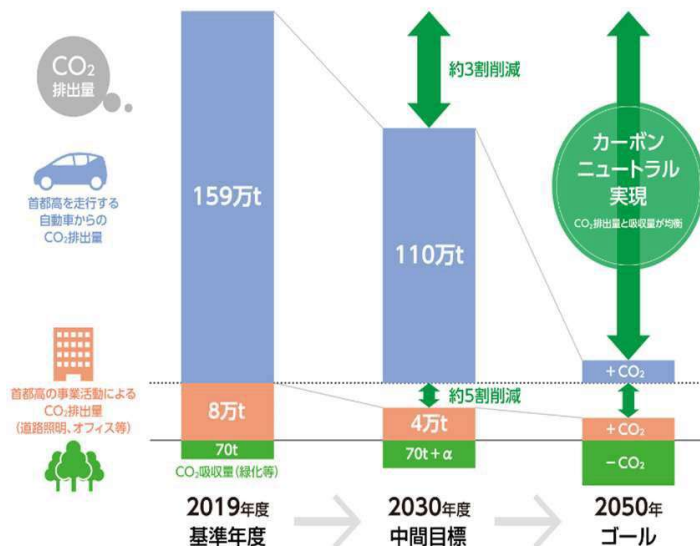 CO₂
排出量
首都高を走行する
自動車からの
CO₂排出量
159万t
約3割削減
110万t
カーボン
ニュートラル
実現
CO₂排出量と吸収量が均衡
+CO₂
首都高の事業活動による
CO₂排出量
(道路照明、オフィス等)
8万t
約5割削減
4万t
+CO₂
70t
CO₂吸収量(緑化等)
70t+α
−CO₂
2019年度
基準年度
2030年度
中間目標
2050年
ゴール